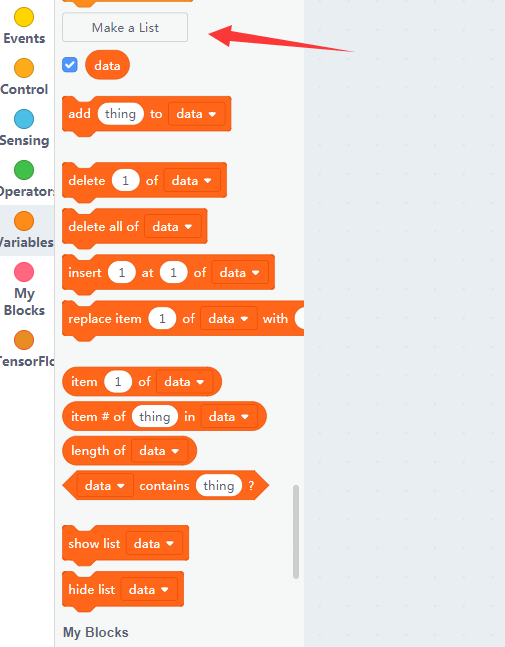 Events
Control
Sensing
Operator
Variables
My
Blocks
TensorFlo
Make a List
data
add thing to data
delete 1 of data
delete all of data
insert 1 at 1 of data
replace item 1 of data with
item 1 of data
item # of thing in data
length of data
data contains thing ?
show list data
hide list data
My Blocks